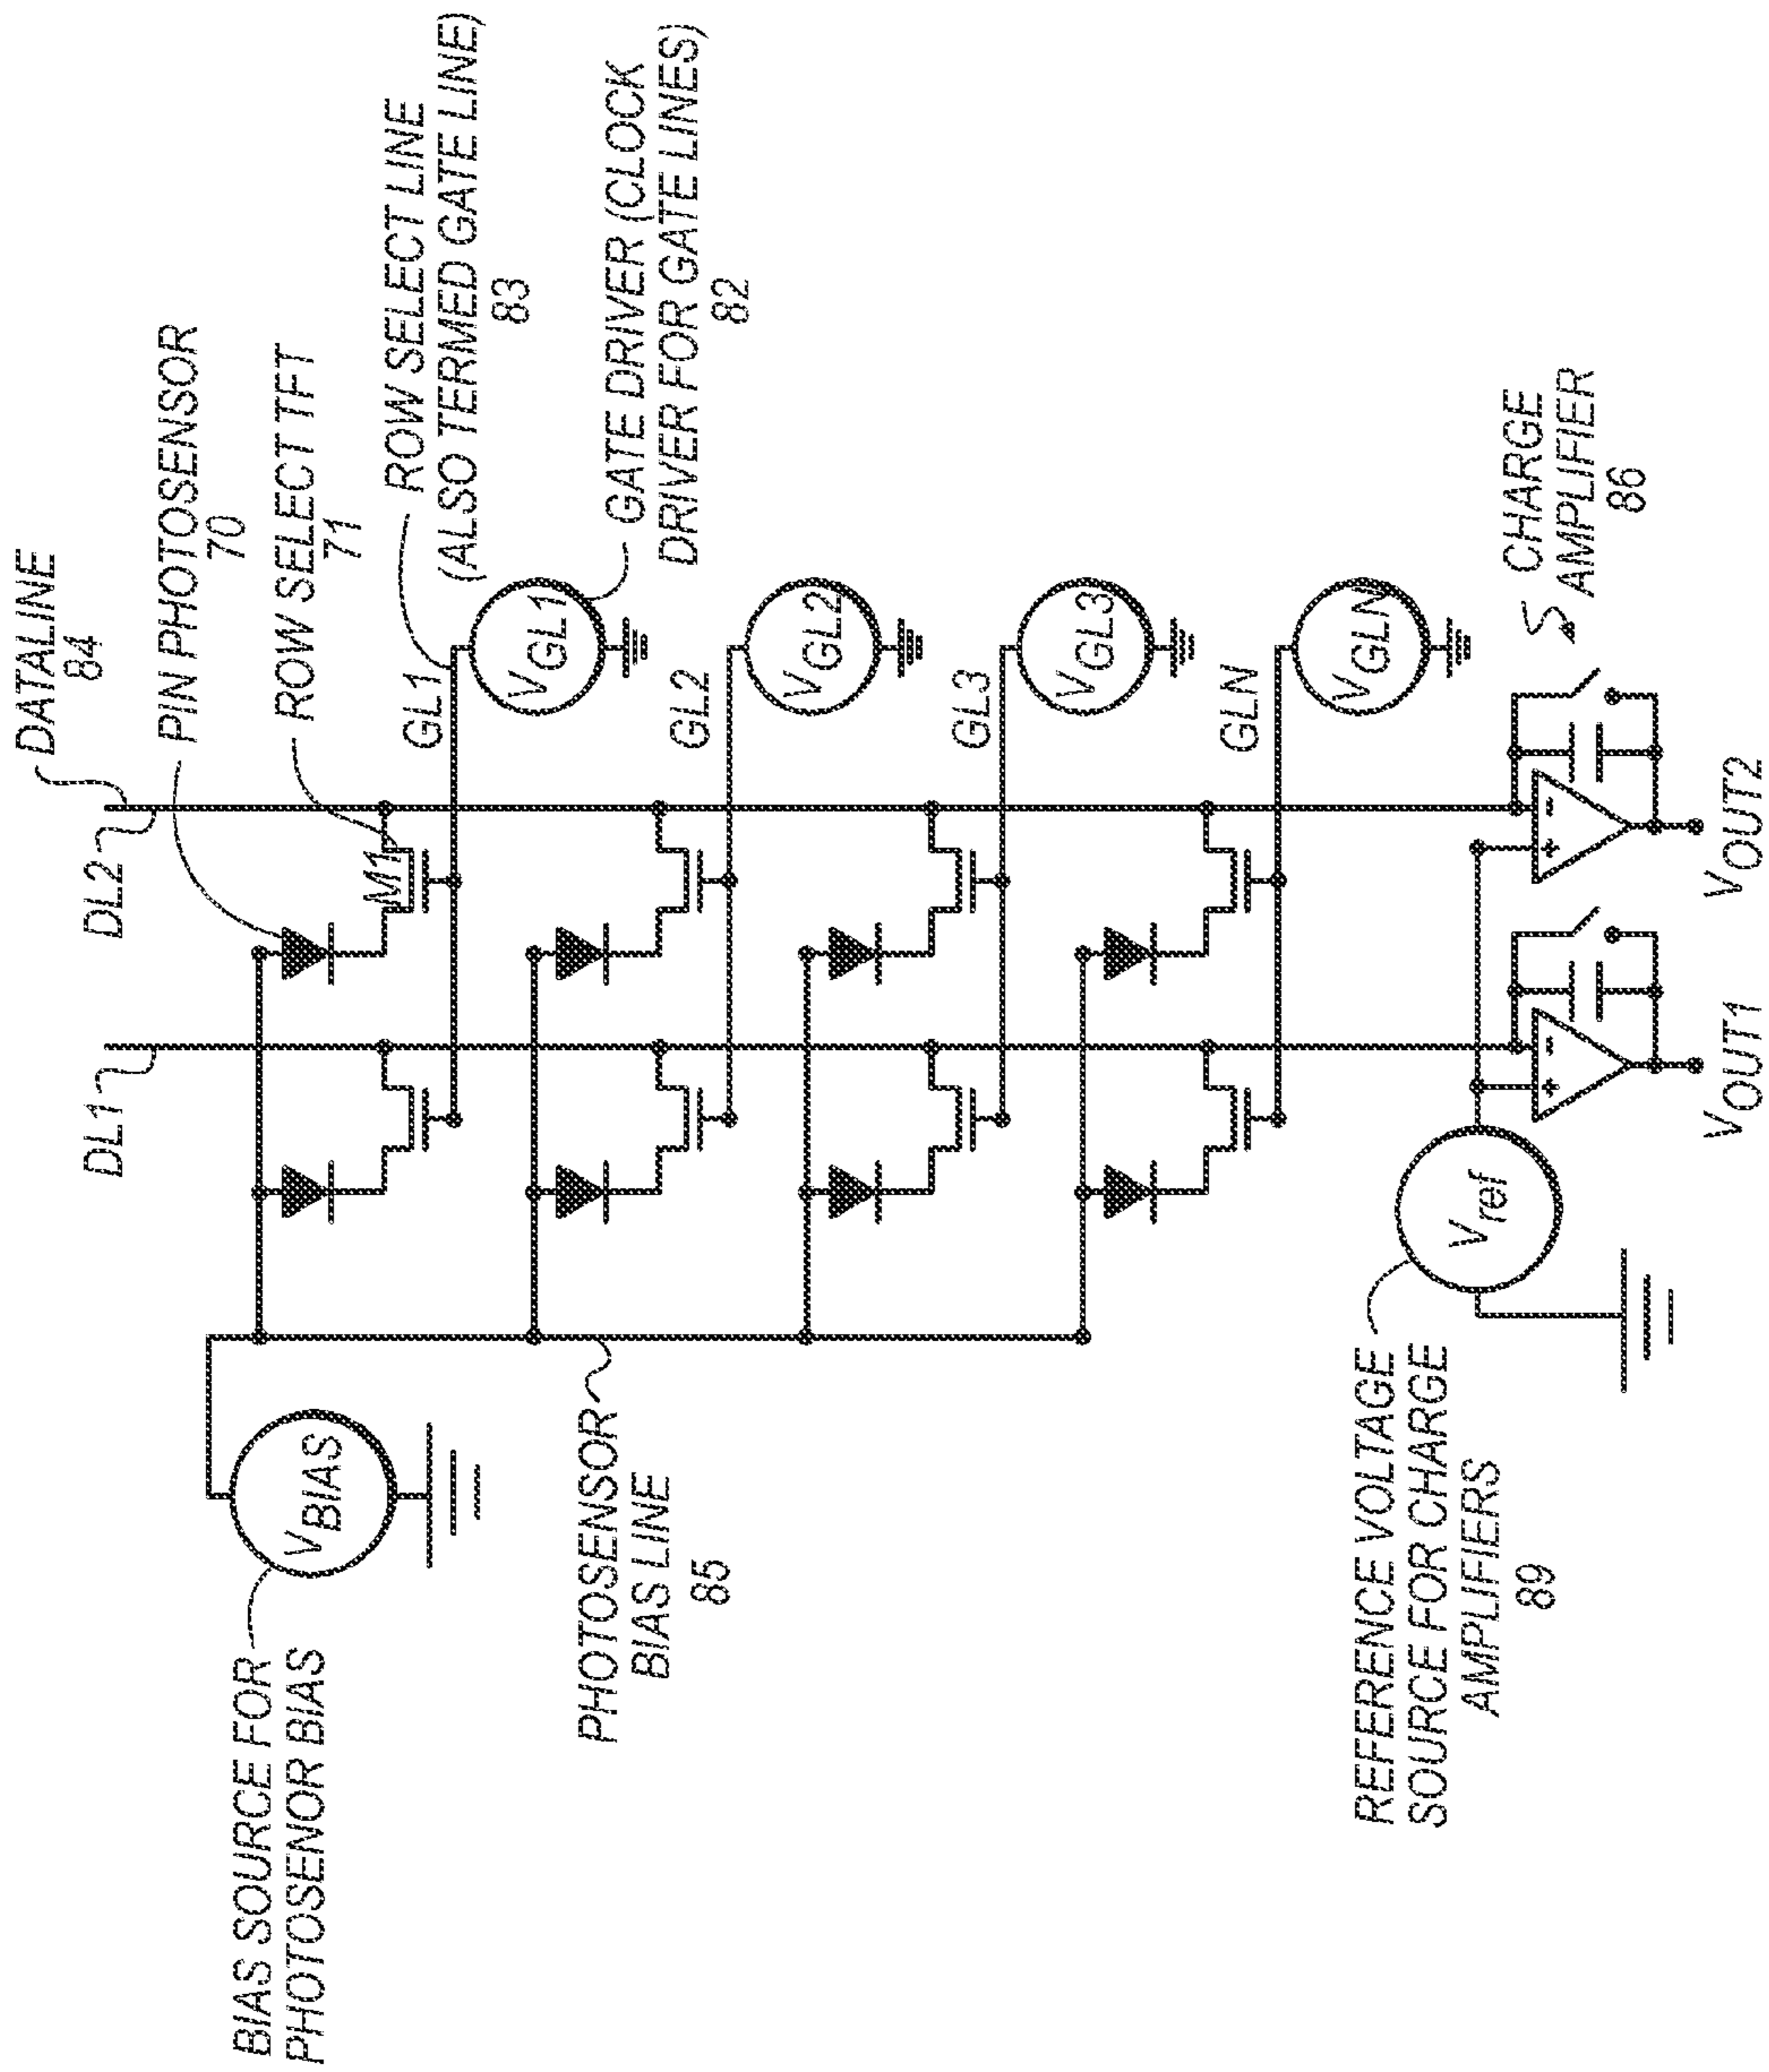 DATALINE
84
PIN PHOTOSENSOR
70
ROW SELECT TFT
71
ROW SELECT LINE
(ALSO TERMED GATE LINE)
83
GATE DRIVER (CLOCK
DRIVER FOR GATE LINES)
82
DL1
DL2
M1
GL1
VGL1
GL2
VGL2
GL3
VGL3
GLN
VGLN
BIAS SOURCE FOR
PHOTOSENOR BIAS
VBIAS
PHOTOSENSOR
BIAS LINE
85
REFERENCE VOLTAGE
SOURCE FOR CHARGE
AMPLIFIERS
89
Vref
+ -
+ -
CHARGE
AMPLIFIER
86
VOUT1
VOUT2